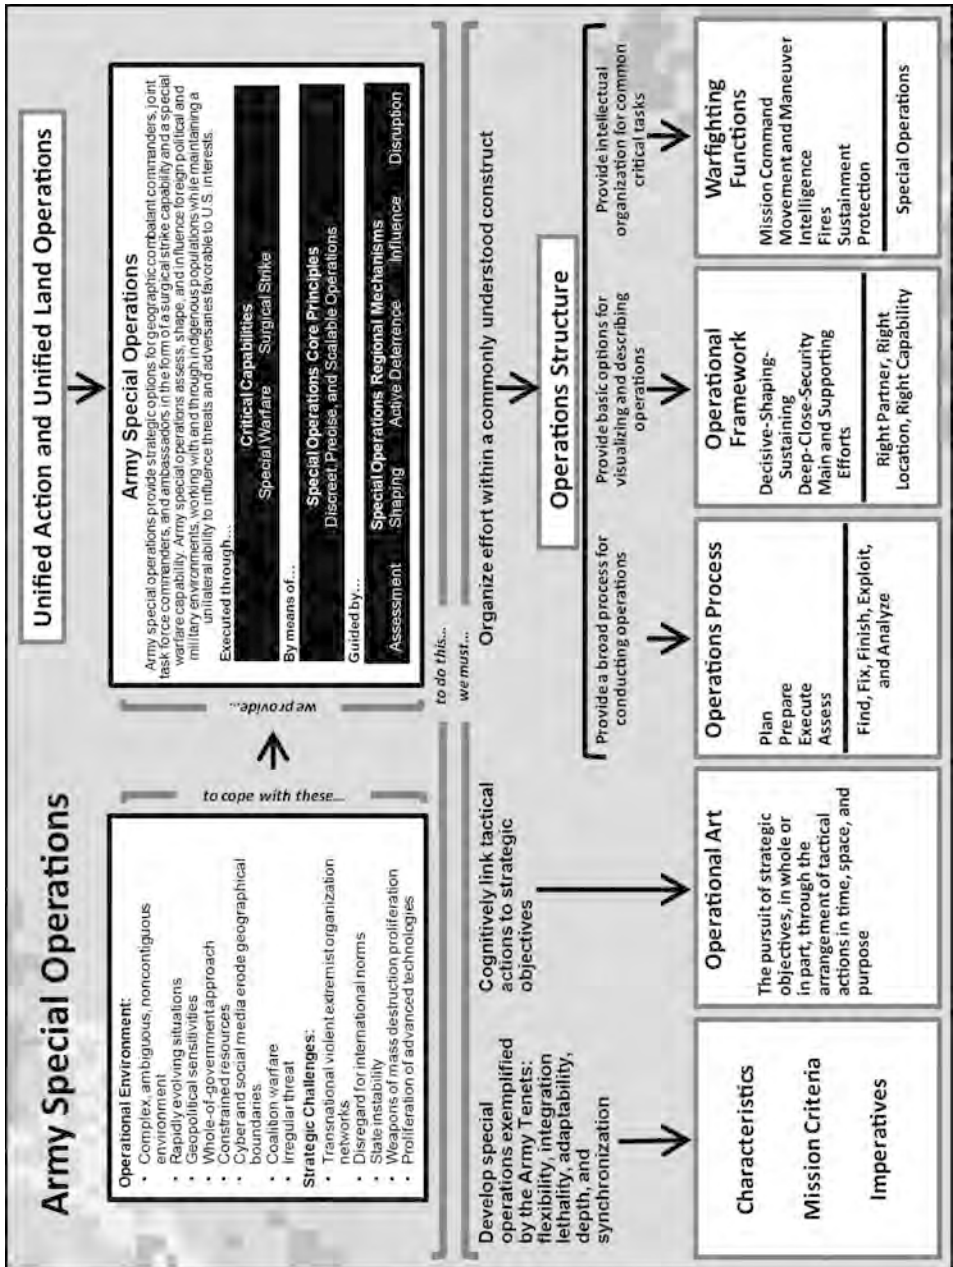 Army Special Operations
Unified Action and Unified Land Operations
Operational Environment:
• Complex, ambiguous, noncontiguous
environment
• Rapidly evolving situations
• Geopolitical sensitivities
• Whole-of-government approach
• Constrained resources
• Cyber and social media erode geographical
boundaries
• Coalition warfare
• Irregular threat
Strategic Challenges:
• Transnational violent extremist organization
networks
• Disregard for international norms
• State instability
• Weapons of mass destruction proliferation
• Proliferation of advanced technologies
to cope with these...
we provide...
Army Special Operations
Army special operations provide strategic options for geographic combatant commanders, joint
task force commanders, and ambassadors in the form of a surgical strike capability and a special
warfare capability. Army special operations assess, shape, and influence foreign political and
military environments, working with and through indigenous populations while maintaining a
unilateral ability to influence threats and adversaries favorable to U.S. interests.
Executed through...
Critical Capabilities
Special Warfare Surgical Strike
By means of...
Special Operations Core Principles
Discreet, Precise, and Scalable Operations
Guided by...
Special Operations Regional Mechanisms
Assessment Shaping Active Deterrence Influence Disruption
to do this...
we must...
Develop special
operations exemplified
by the Army Tenets:
flexibility, integration
lethality, adaptability,
depth, and
synchronization
Cognitively link tactical
actions to strategic
objectives
Organize effort within a commonly understood construct
Operations Structure
Provide a broad process for
conducting operations
Provide basic options for
visualizing and describing
operations
Provide intellectual
organization for common
critical tasks
Characteristics
Mission Criteria
Imperatives
Operational Art
The pursuit of strategic
objectives, in whole or
in part, through the
arrangement of tactical
actions in time, space, and
purpose
Operations Process
Plan
Prepare
Execute
Assess
Find, Fix, Finish, Exploit,
and Analyze
Operational
Framework
Decisive-Shaping-
Sustaining
Deep-Close-Security
Main and Supporting
Efforts
Right Partner, Right
Location, Right Capability
Warfighting
Functions
Mission Command
Movement and Maneuver
Intelligence
Fires
Sustainment
Protection
Special Operations